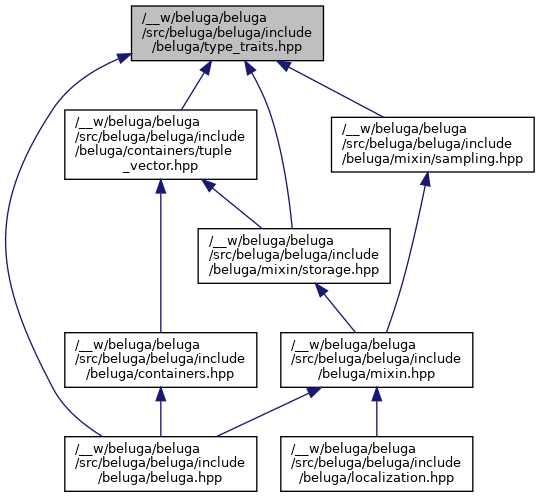 /__w/beluga/beluga
/src/beluga/beluga/include
/beluga/type_traits.hpp
/__w/beluga/beluga
/src/beluga/beluga/include
/beluga/containers/tuple
_vector.hpp
/__w/beluga/beluga
/src/beluga/beluga/include
/beluga/mixin/sampling.hpp
/__w/beluga/beluga
/src/beluga/beluga/include
/beluga/mixin/storage.hpp
/__w/beluga/beluga
/src/beluga/beluga/include
/beluga/containers.hpp
/__w/beluga/beluga
/src/beluga/beluga/include
/beluga/mixin.hpp
/__w/beluga/beluga
/src/beluga/beluga/include
/beluga/beluga.hpp
/__w/beluga/beluga
/src/beluga/beluga/include
/beluga/localization.hpp